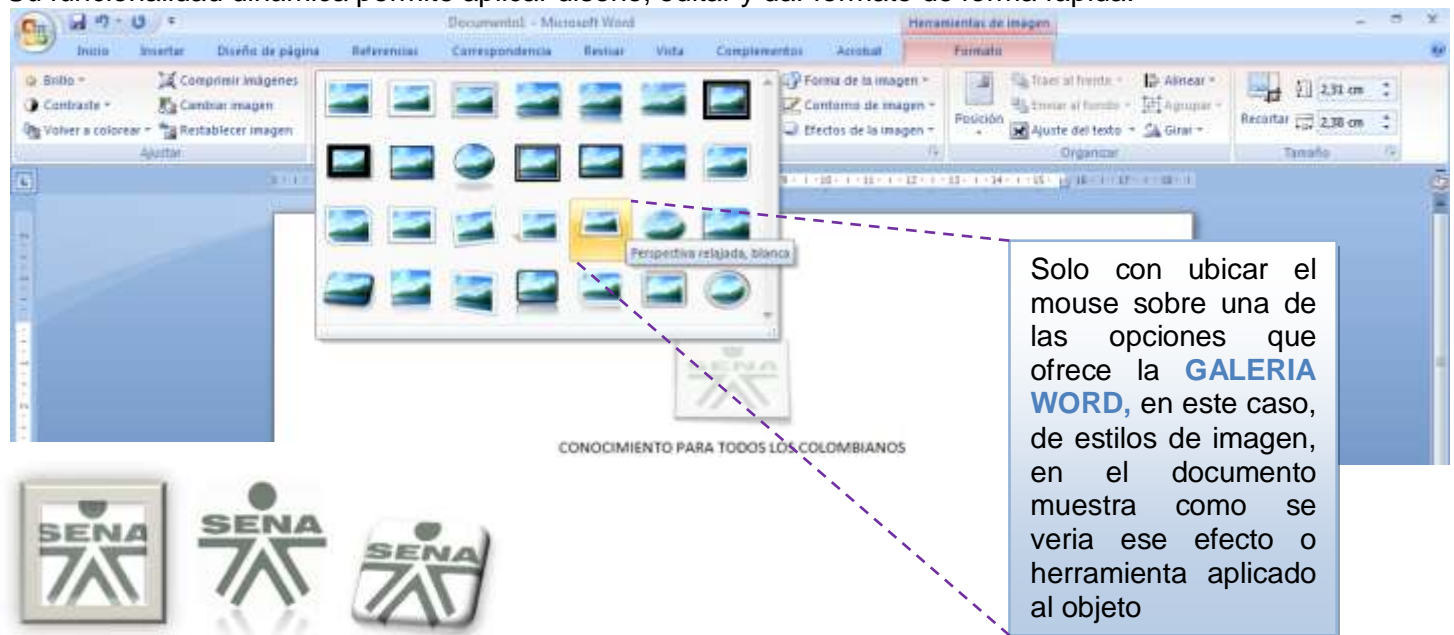 Su funcionalidad dinámica permite aplicar diseño, editar y dar formato de forma rápida.
Documento1 - Microsoft Word
Herramientas de imagen
Inicio Insertar Diseño de página Referencias Correspondencia Revisar Vista Complementos Acrobat Formato
Brillo
Contraste
Volver a colorear
Comprimir imágenes
Cambiar imagen
Restablecer imagen
Ajustar
Forma de la imagen
Contorno de imagen
Efectos de la imagen
Posición
Traer al frente
Enviar al fondo
Ajuste del texto
Alinear
Agrupar
Girar
Organizar
Recortar
2,31 cm
2,38 cm
Tamaño
Perspectiva relajada, blanca
SENA
CONOCIMIENTO PARA TODOS LOS COLOMBIANOS
Solo con ubicar el
mouse sobre una de
las opciones que
ofrece la GALERIA
WORD, en este caso,
de estilos de imagen,
en el documento
muestra como se
veria ese efecto o
herramienta aplicado
al objeto
SENA
SENA
SENA